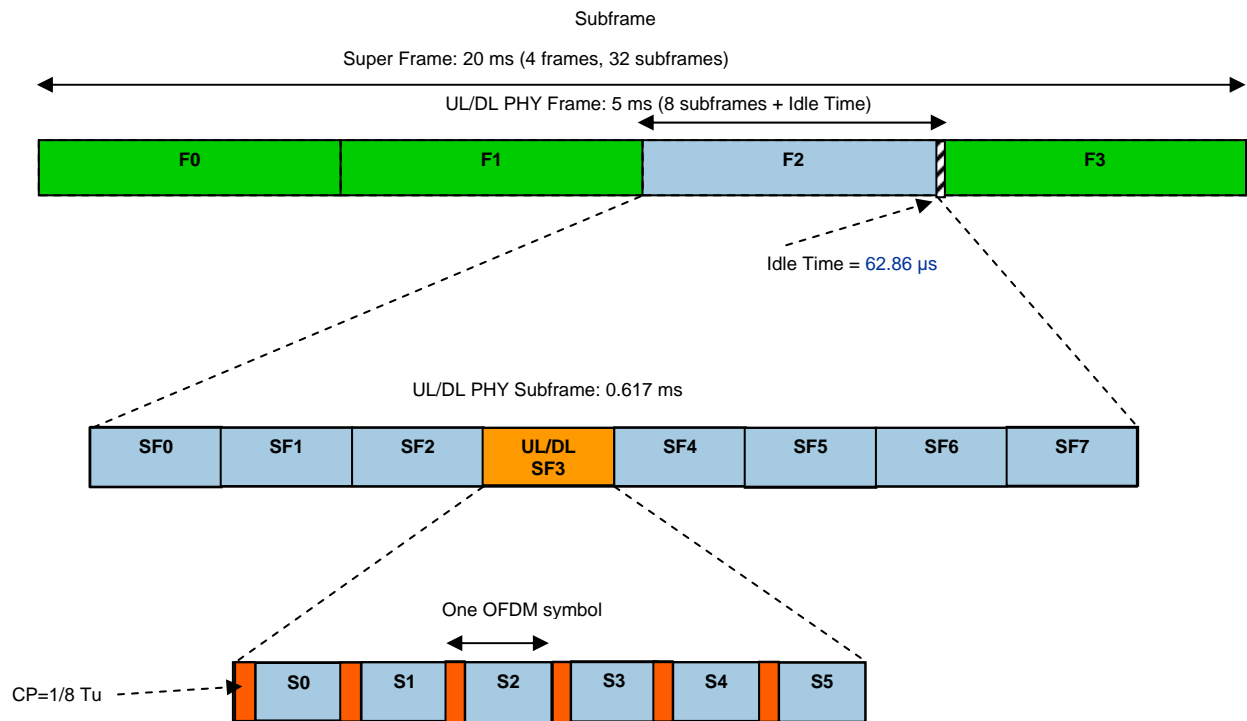 Subframe
Super Frame: 20 ms (4 frames, 32 subframes)
UL/DL PHY Frame: 5 ms (8 subframes + Idle Time)
F0 F1 F2 F3
Idle Time = 62.86 µs
UL/DL PHY Subframe: 0.617 ms
SF0 SF1 SF2 UL/DL SF4 SF5 SF6 SF7
SF3
One OFDM symbol
S0 S1 S2 S3 S4 S5
CP=1/8 Tu